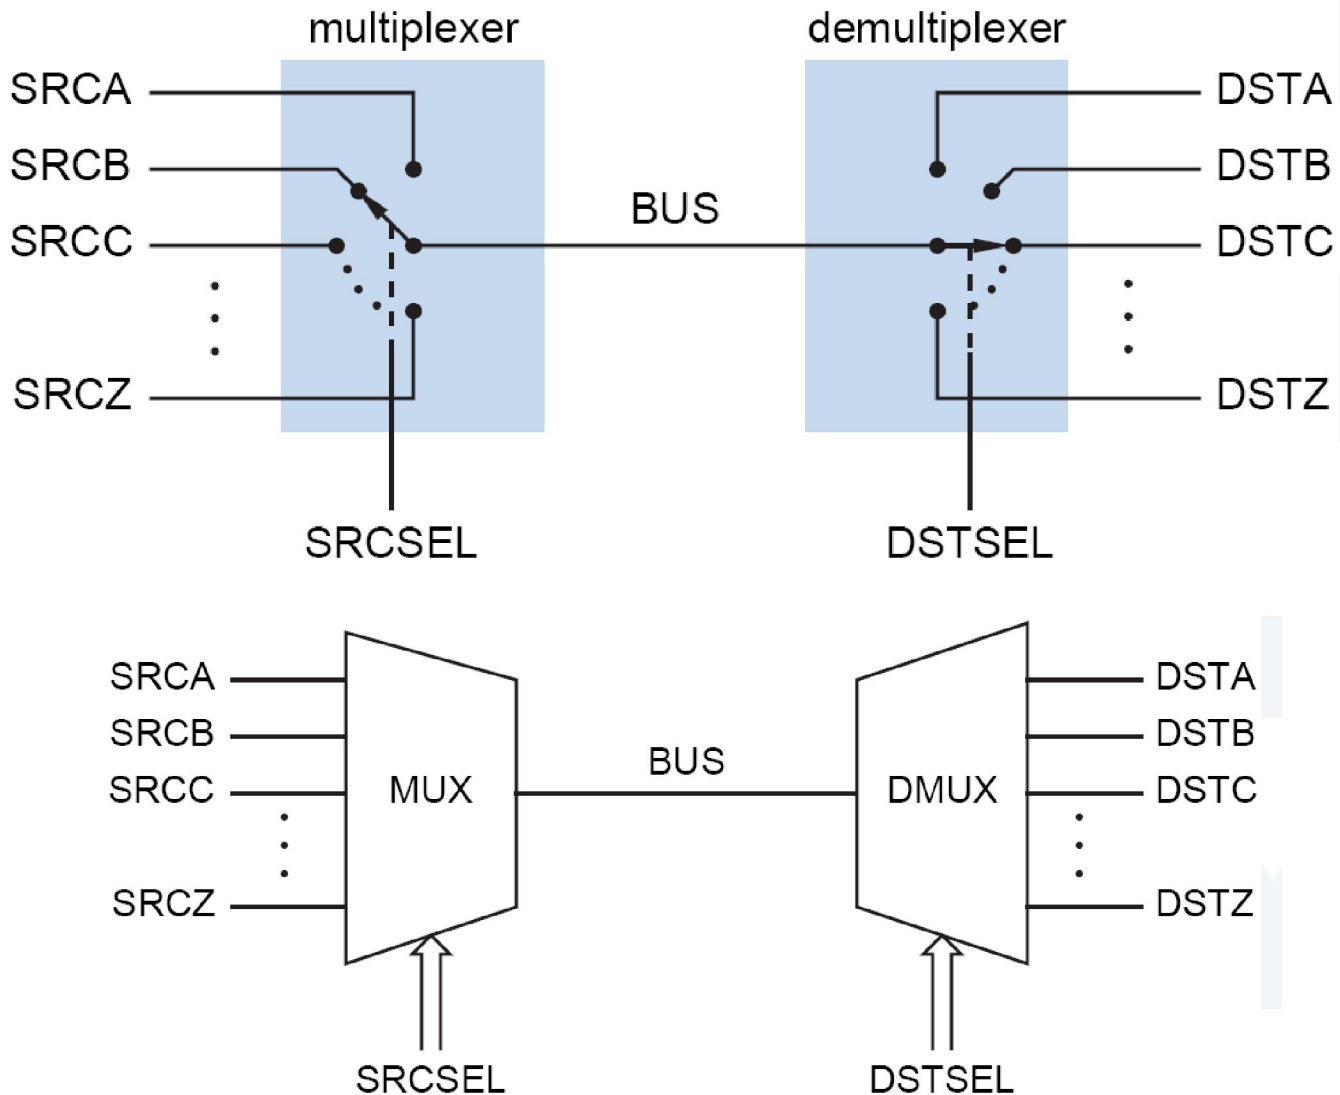 multiplexer demultiplexer
SRCA DSTA
SRCB DSTB
BUS
SRCC DSTC
SRCZ DSTZ
SRCSEL DSTSEL
SRCA DSTA
SRCB DSTB
BUS
SRCC MUX DMUX DSTC
SRCZ DSTZ
SRCSEL DSTSEL